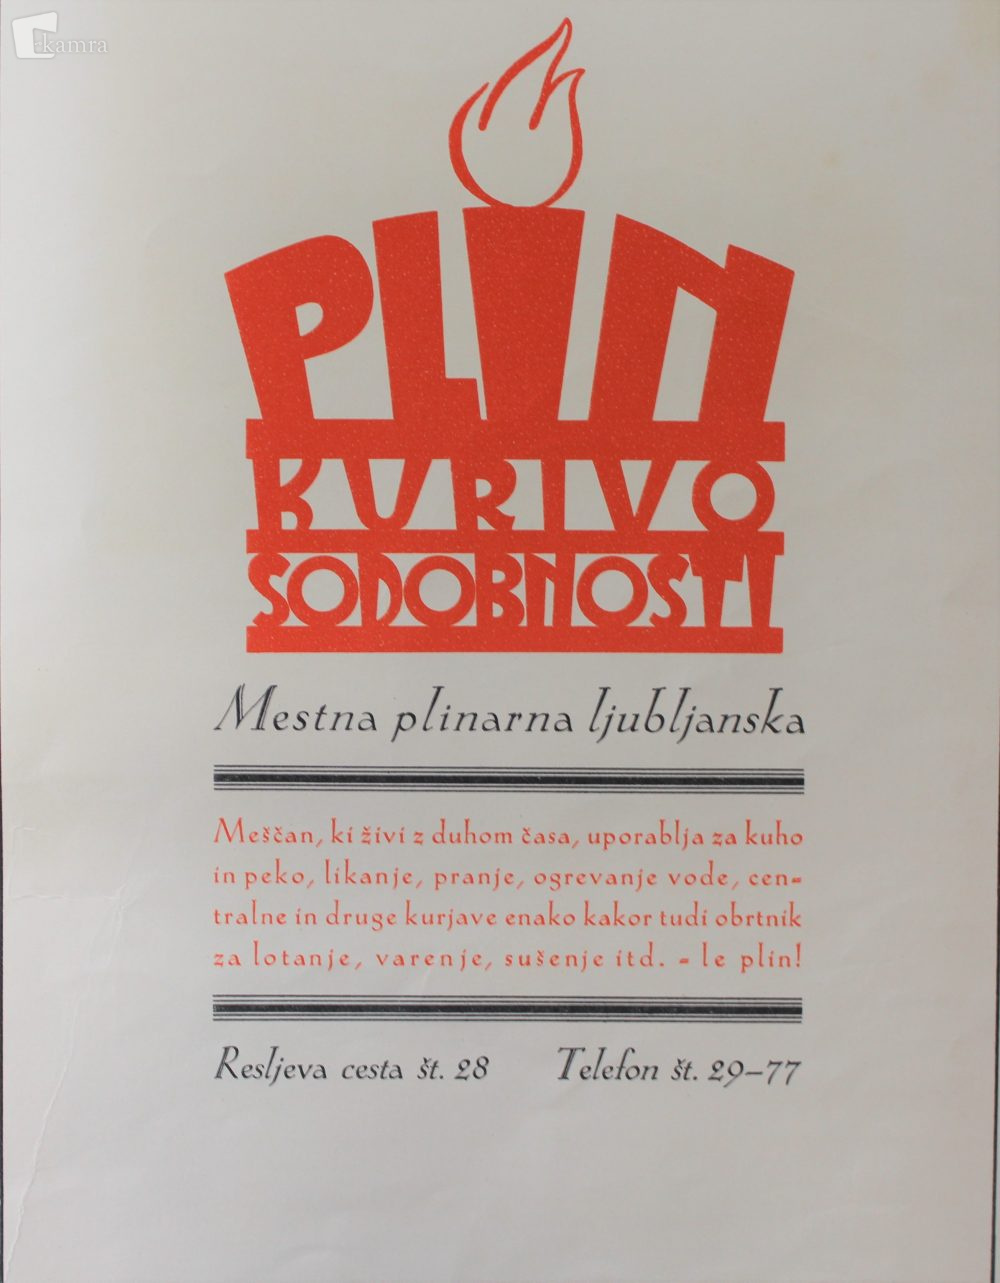 kamra
PLIN
KURIVO
SODOBNOSTI
Mestna plinarna ljubljanska
Meščan, ki živi z duhom časa, uporablja za kuho
in peko, likanje, pranje, ogrevanje vode, cen=
tralne in druge kurjave enako kakor tudi obrtnik
za lotanje, varenje, sušenje itd. = le plin!
Resljeva cesta št. 28 Telefon št. 29–77